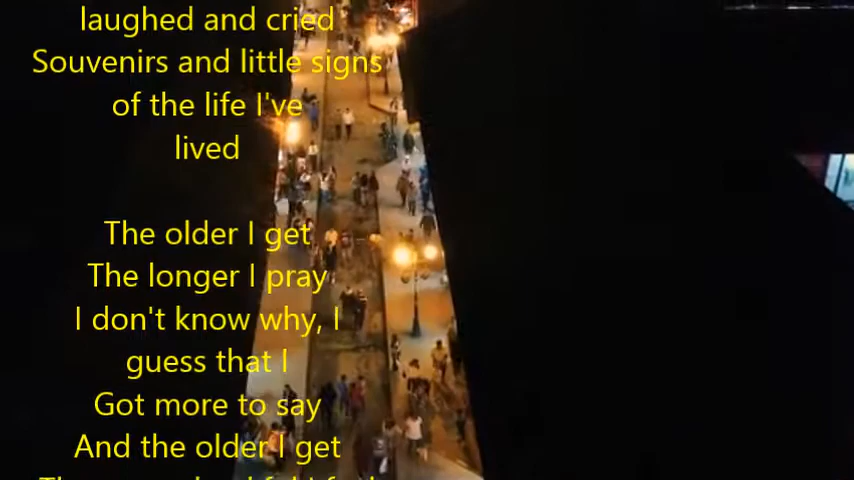 laughed and cried
Souvenirs and little signs
of the life I've
lived
The older I get
The longer I pray
I don't know why, I
guess that I
Got more to say
And the older I get